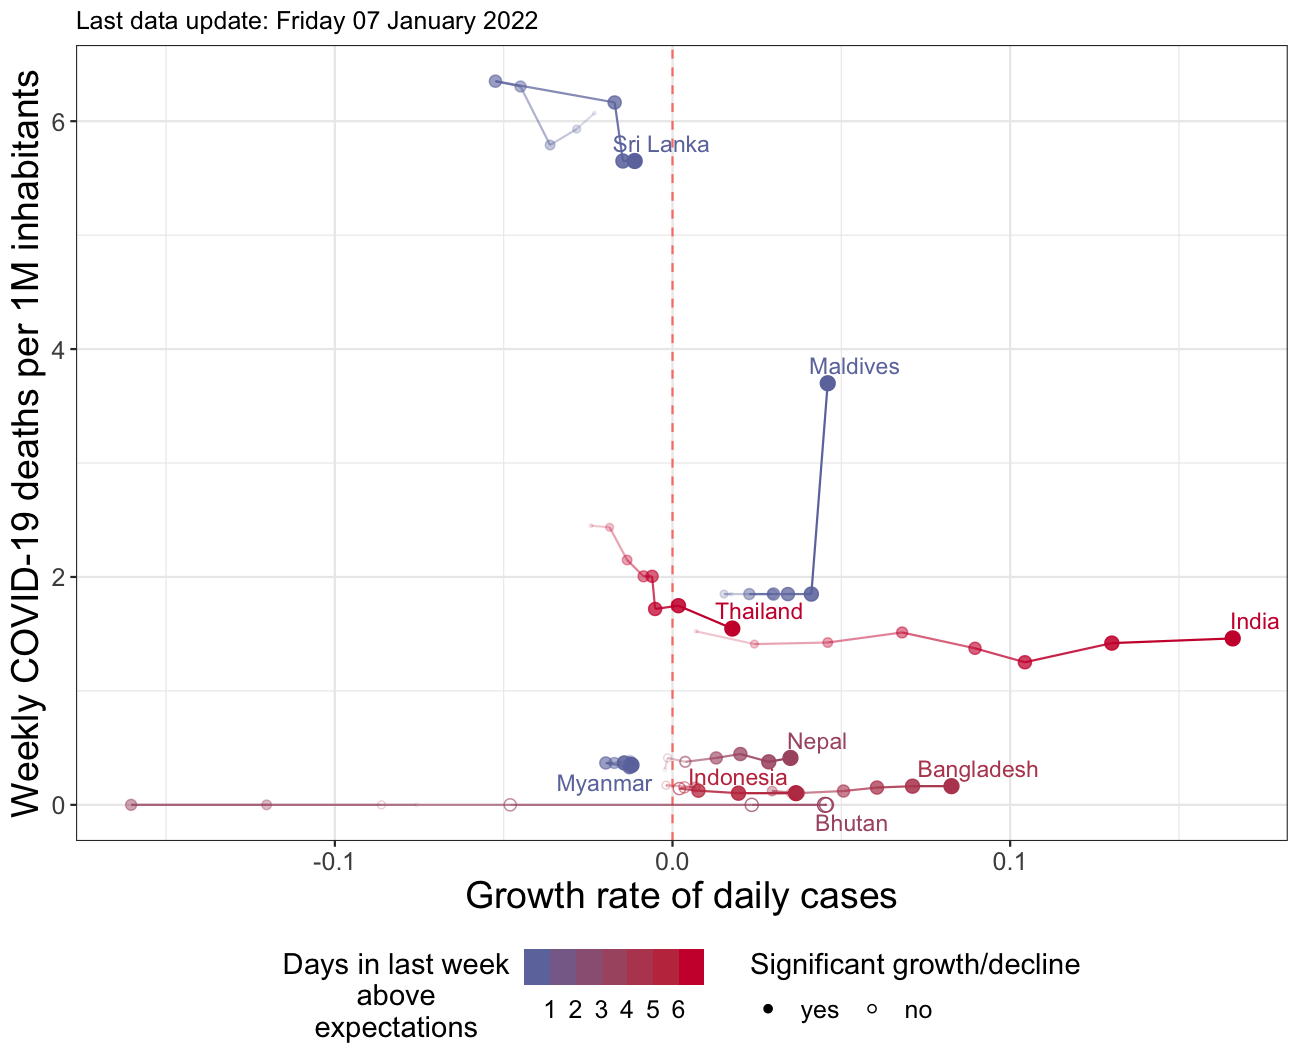 Last data update: Friday 07 January 2022
Weekly COVID-19 deaths per 1M inhabitants
6
4
2
0
Sri Lanka
Maldives
Thailand
India
Nepal
Indonesia
Bangladesh
Myanmar
Bhutan
-0.1 0.0 0.1
Growth rate of daily cases
Days in last week
above
expectations
1 2 3 4 5 6
Significant growth/decline
yes no